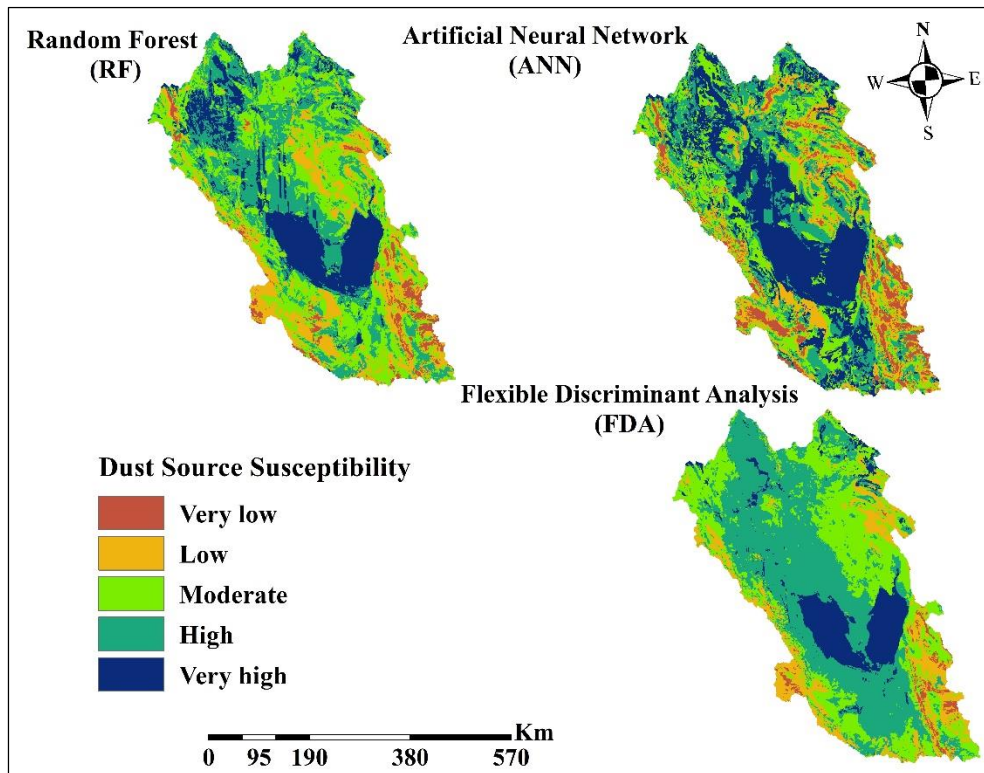 Random Forest
(RF)
Artificial Neural Network
(ANN)
N
W
E
S
Flexible Discriminant Analysis
(FDA)
Dust Source Susceptibility
Very low
Low
Moderate
High
Very high
Km
0 95 190 380 570